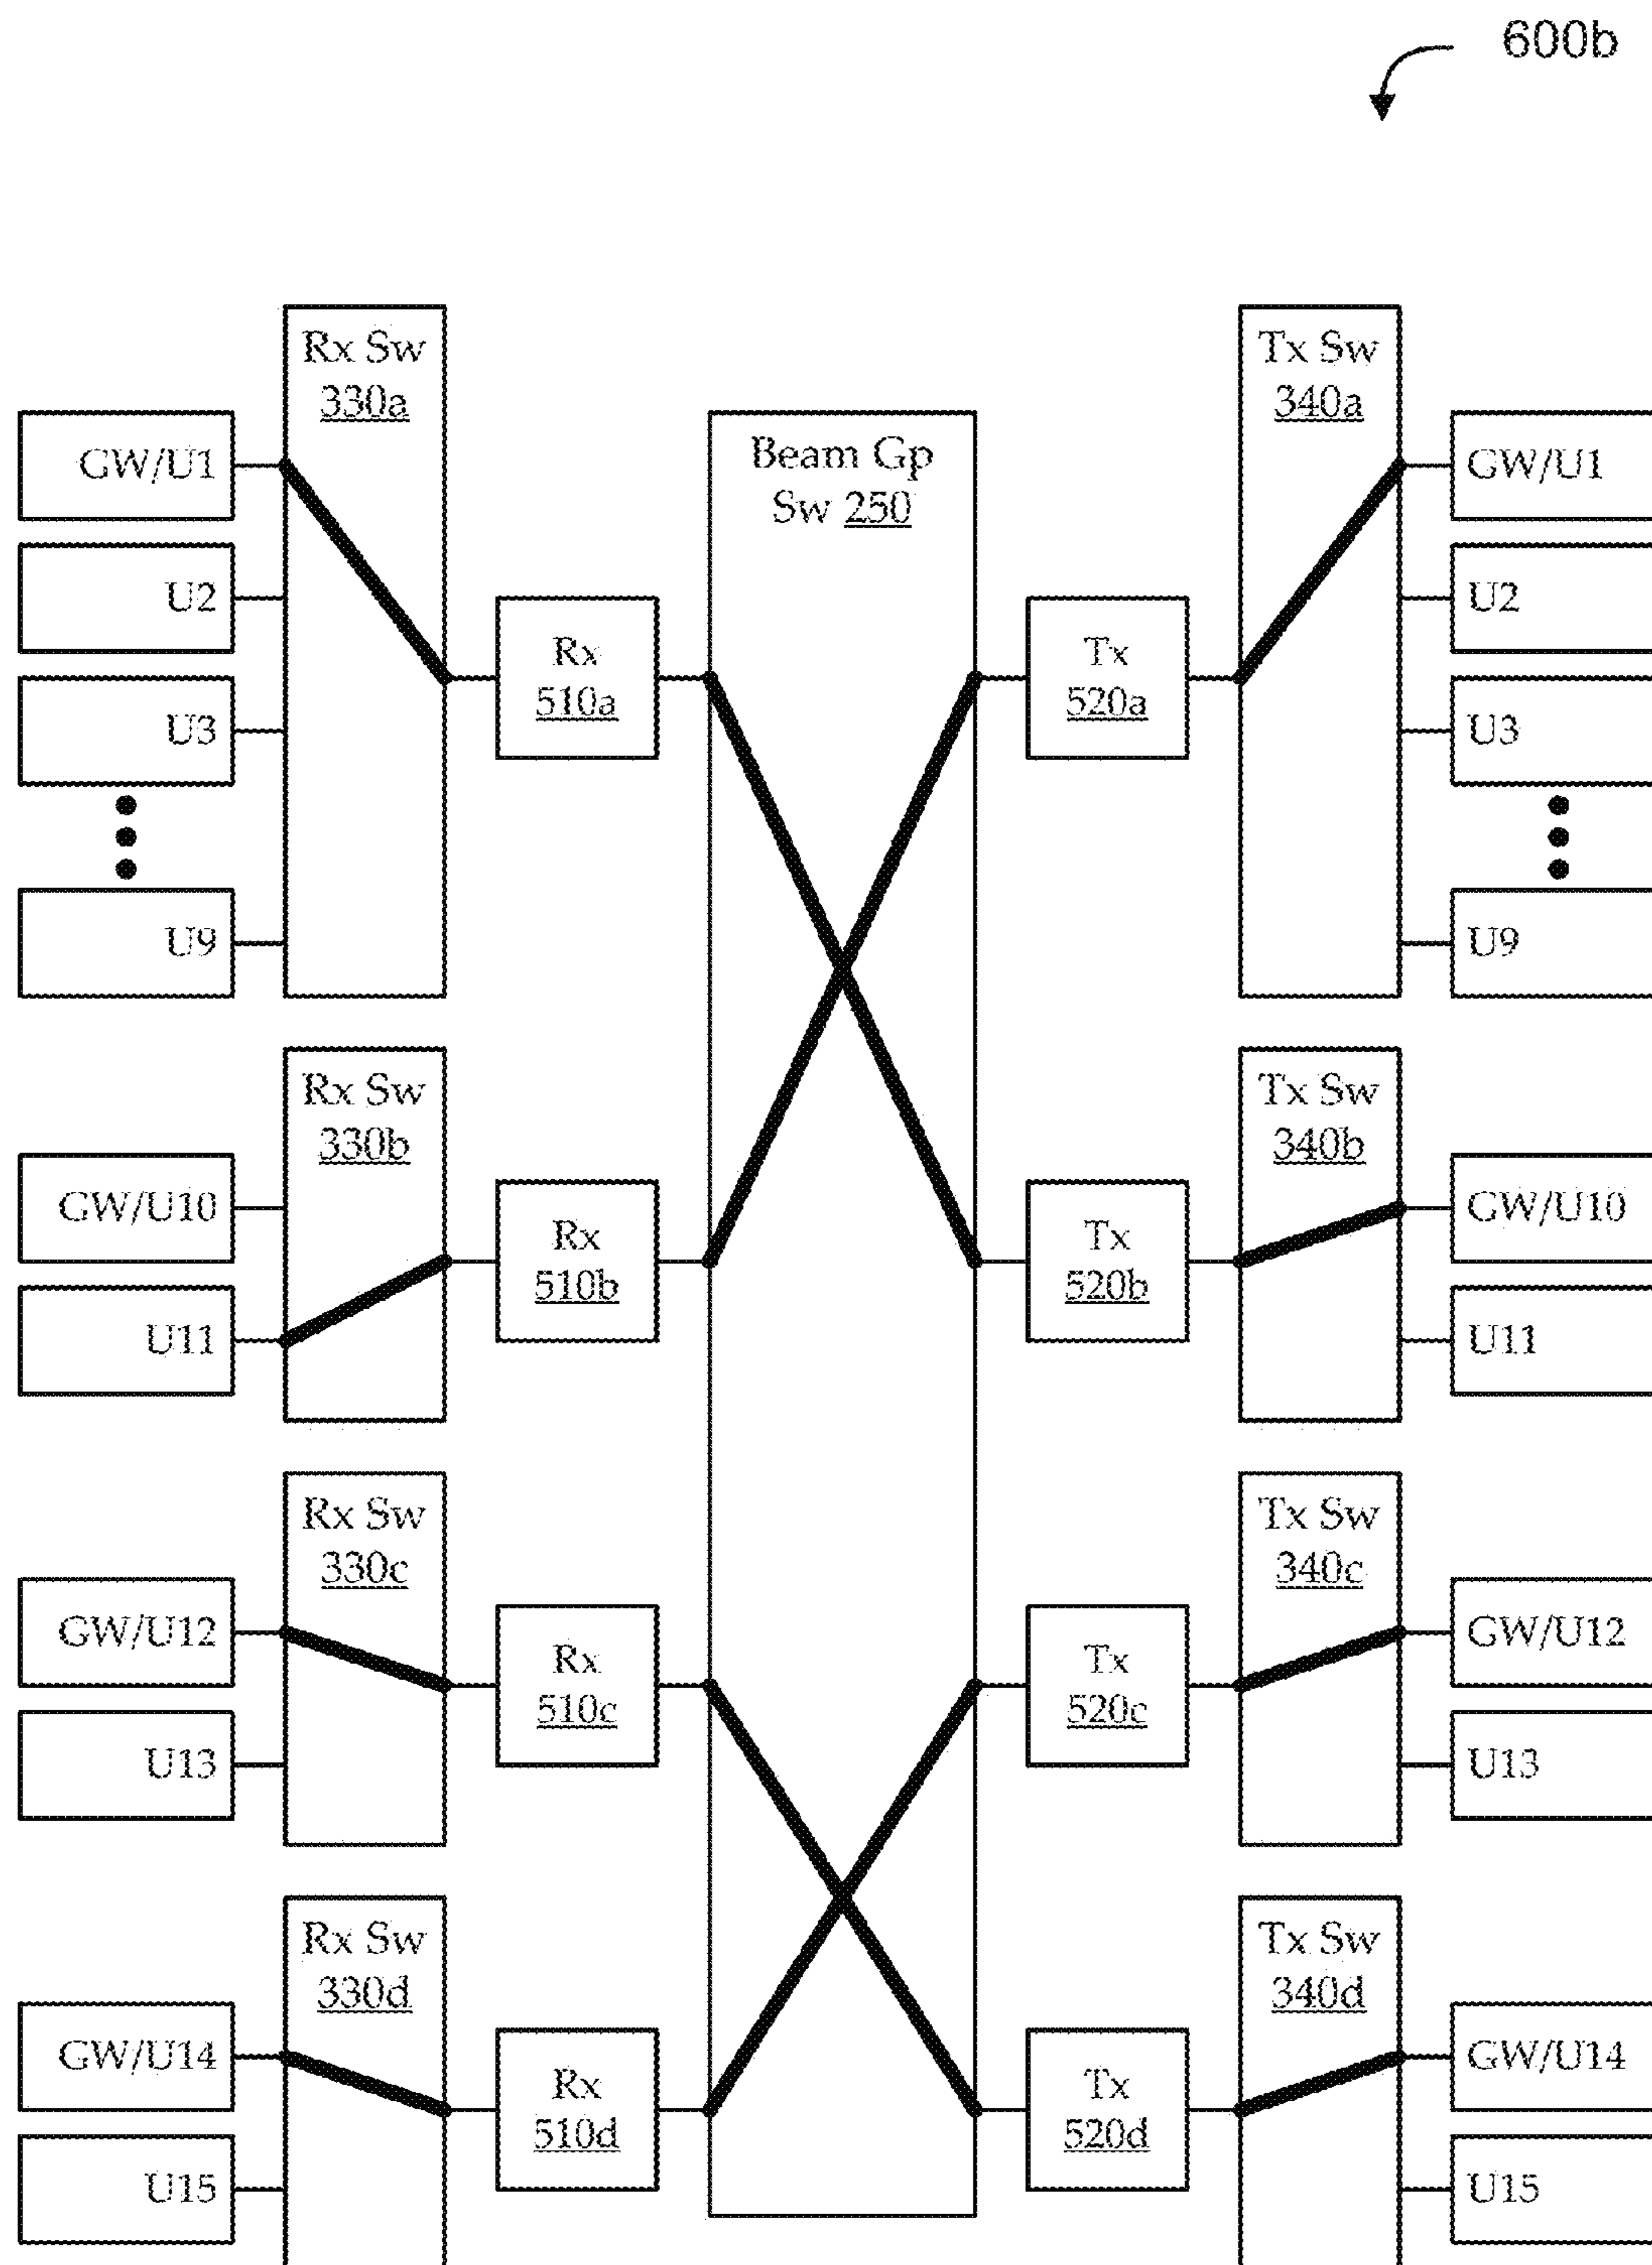 600b
Rx Sw
330a
GW/U1
U2
U3
U9
Rx
510a
Beam Gp
Sw 250
Tx
520a
Tx Sw
340a
GW/U1
U2
U3
U9
Rx Sw
330b
GW/U10
U11
Rx
510b
Tx
520b
Tx Sw
340b
GW/U10
U11
Rx Sw
330c
GW/U12
U13
Rx
510c
Tx
520c
Tx Sw
340c
GW/U12
U13
Rx Sw
330d
GW/U14
U15
Rx
510d
Tx
520d
Tx Sw
340d
GW/U14
U15